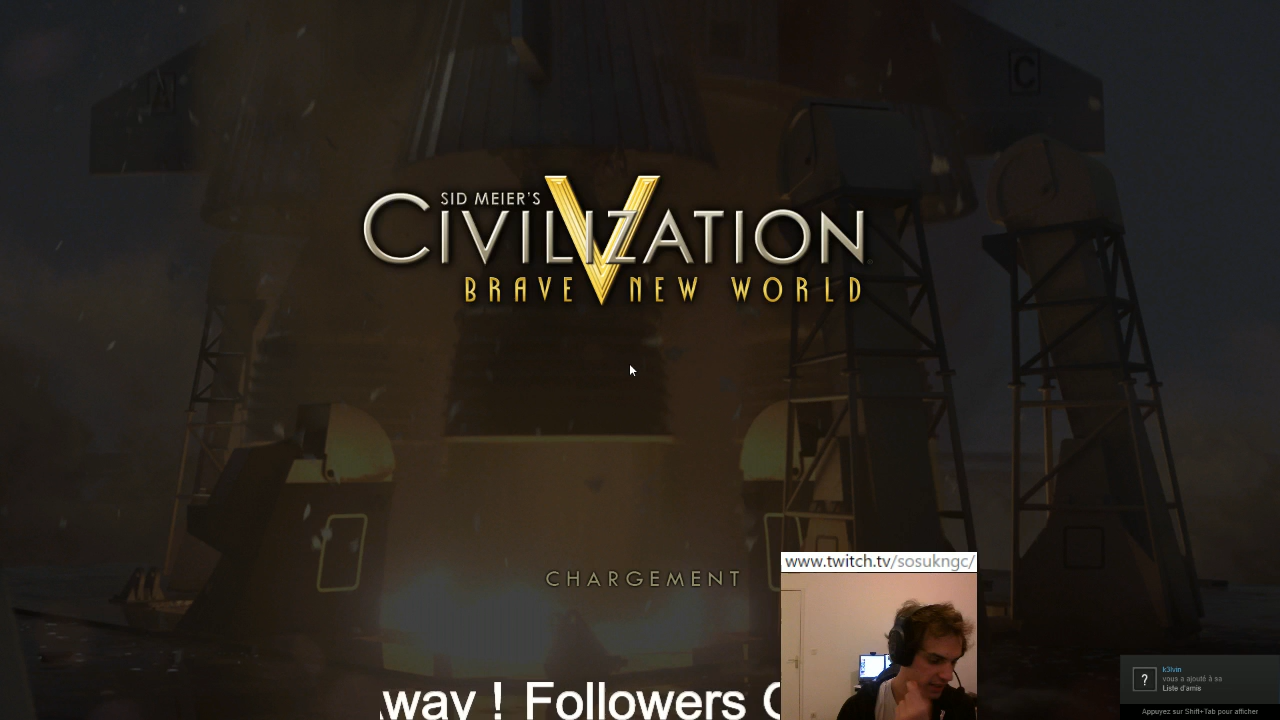 C
SID MEIER'S
CIVILIZATION V
BRAVE NEW WORLD
CHARGEMENT
www.twitch.tv/sosukngc/
way ! Followers
k3lvin
vous a ajouté à sa
Liste d'amis
Appuyez sur Shift+Tab pour afficher